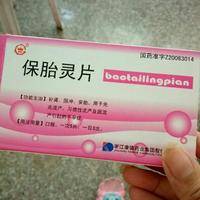 国药准字Z20063014
保胎灵片
baotailingpian
【功能主治】补肾，固冲，安胎。用于先
兆流产，习惯性流产及因流
产引起的不孕症。
【用法用量】口服，一次5片，一日3次。